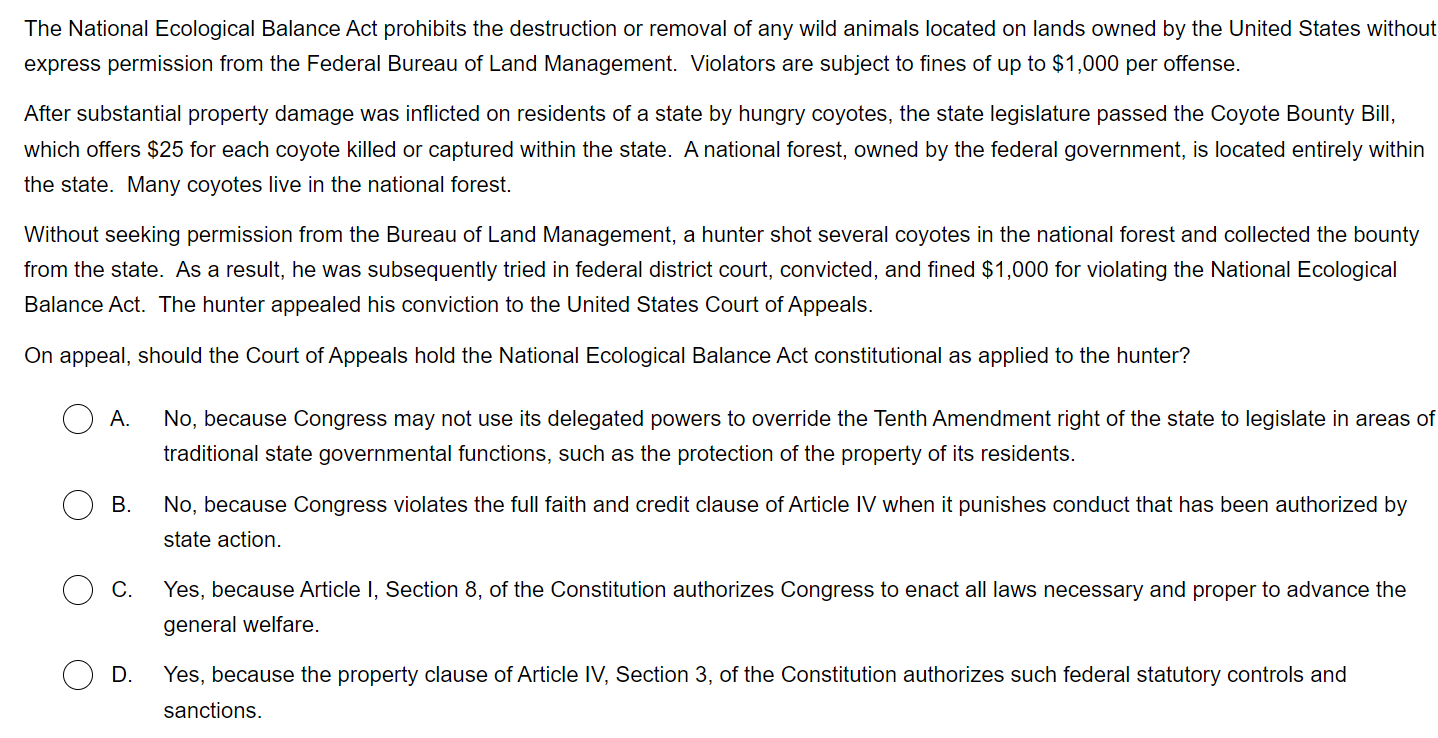 The National Ecological Balance Act prohibits the destruction or removal of any wild animals located on lands owned by the United States without
express permission from the Federal Bureau of Land Management.  Violators are subject to fines of up to $1,000 per offense.
After substantial property damage was inflicted on residents of a state by hungry coyotes, the state legislature passed the Coyote Bounty Bill,
which offers $25 for each coyote killed or captured within the state.  A national forest, owned by the federal government, is located entirely within
the state.  Many coyotes live in the national forest.
Without seeking permission from the Bureau of Land Management, a hunter shot several coyotes in the national forest and collected the bounty
from the state.  As a result, he was subsequently tried in federal district court, convicted, and fined $1,000 for violating the National Ecological
Balance Act.  The hunter appealed his conviction to the United States Court of Appeals.
On appeal, should the Court of Appeals hold the National Ecological Balance Act constitutional as applied to the hunter?
A. No, because Congress may not use its delegated powers to override the Tenth Amendment right of the state to legislate in areas of
traditional state governmental functions, such as the protection of the property of its residents.
B. No, because Congress violates the full faith and credit clause of Article IV when it punishes conduct that has been authorized by
state action.
C. Yes, because Article I, Section 8, of the Constitution authorizes Congress to enact all laws necessary and proper to advance the
general welfare.
D. Yes, because the property clause of Article IV, Section 3, of the Constitution authorizes such federal statutory controls and
sanctions.